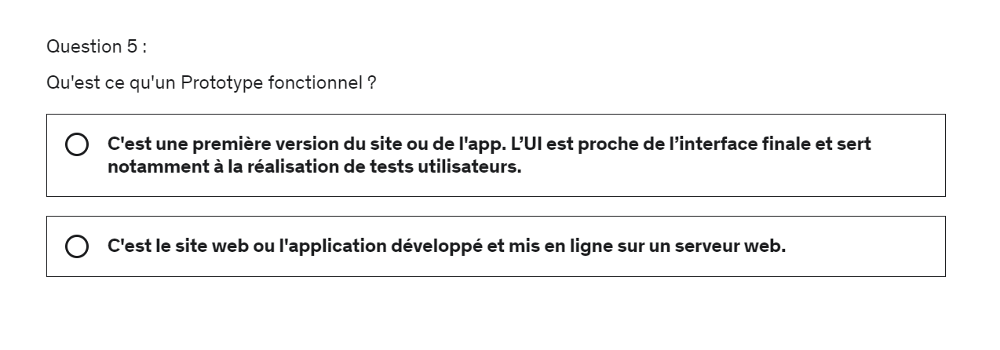 Question 5 :
Qu'est ce qu'un Prototype fonctionnel ?
C'est une première version du site ou de l'app. L’UI est proche de l’interface finale et sert
notamment à la réalisation de tests utilisateurs.
C'est le site web ou l'application développé et mis en ligne sur un serveur web.